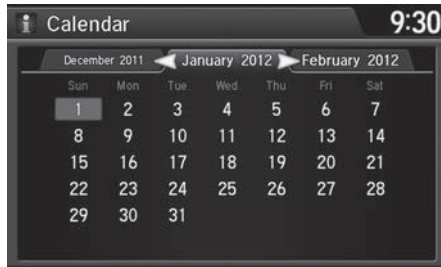 i Calendar 9:30
December 2011 January 2012 February 2012
Sun Mon Tue Wed Thu Fri Sat
1 2 3 4 5 6 7
8 9 10 11 12 13 14
15 16 17 18 19 20 21
22 23 24 25 26 27 28
29 30 31